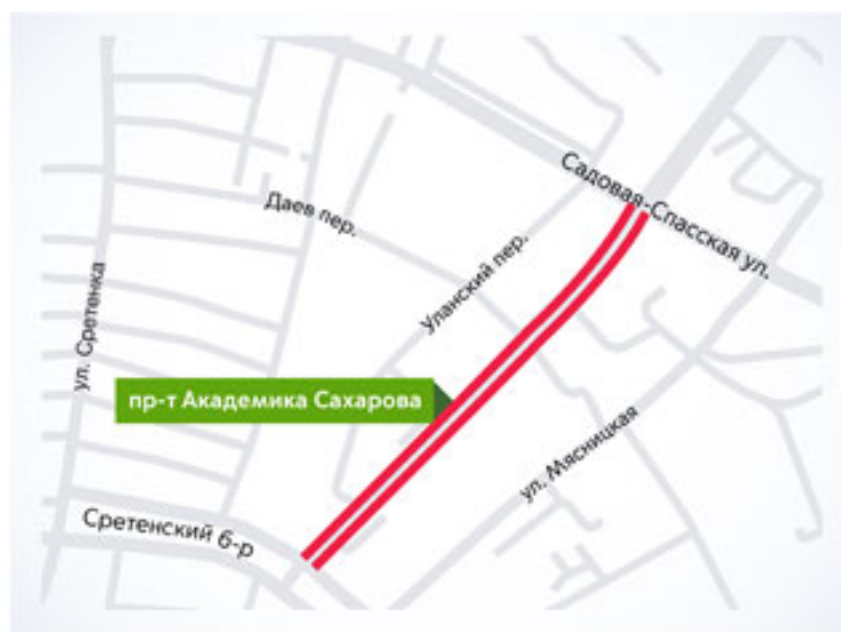 Садовая-Спасская ул.
Даев пер.
Уланский пер.
ул. Сретенка
пр-т Академика Сахарова
ул. Мясницкая
Сретенский б-р